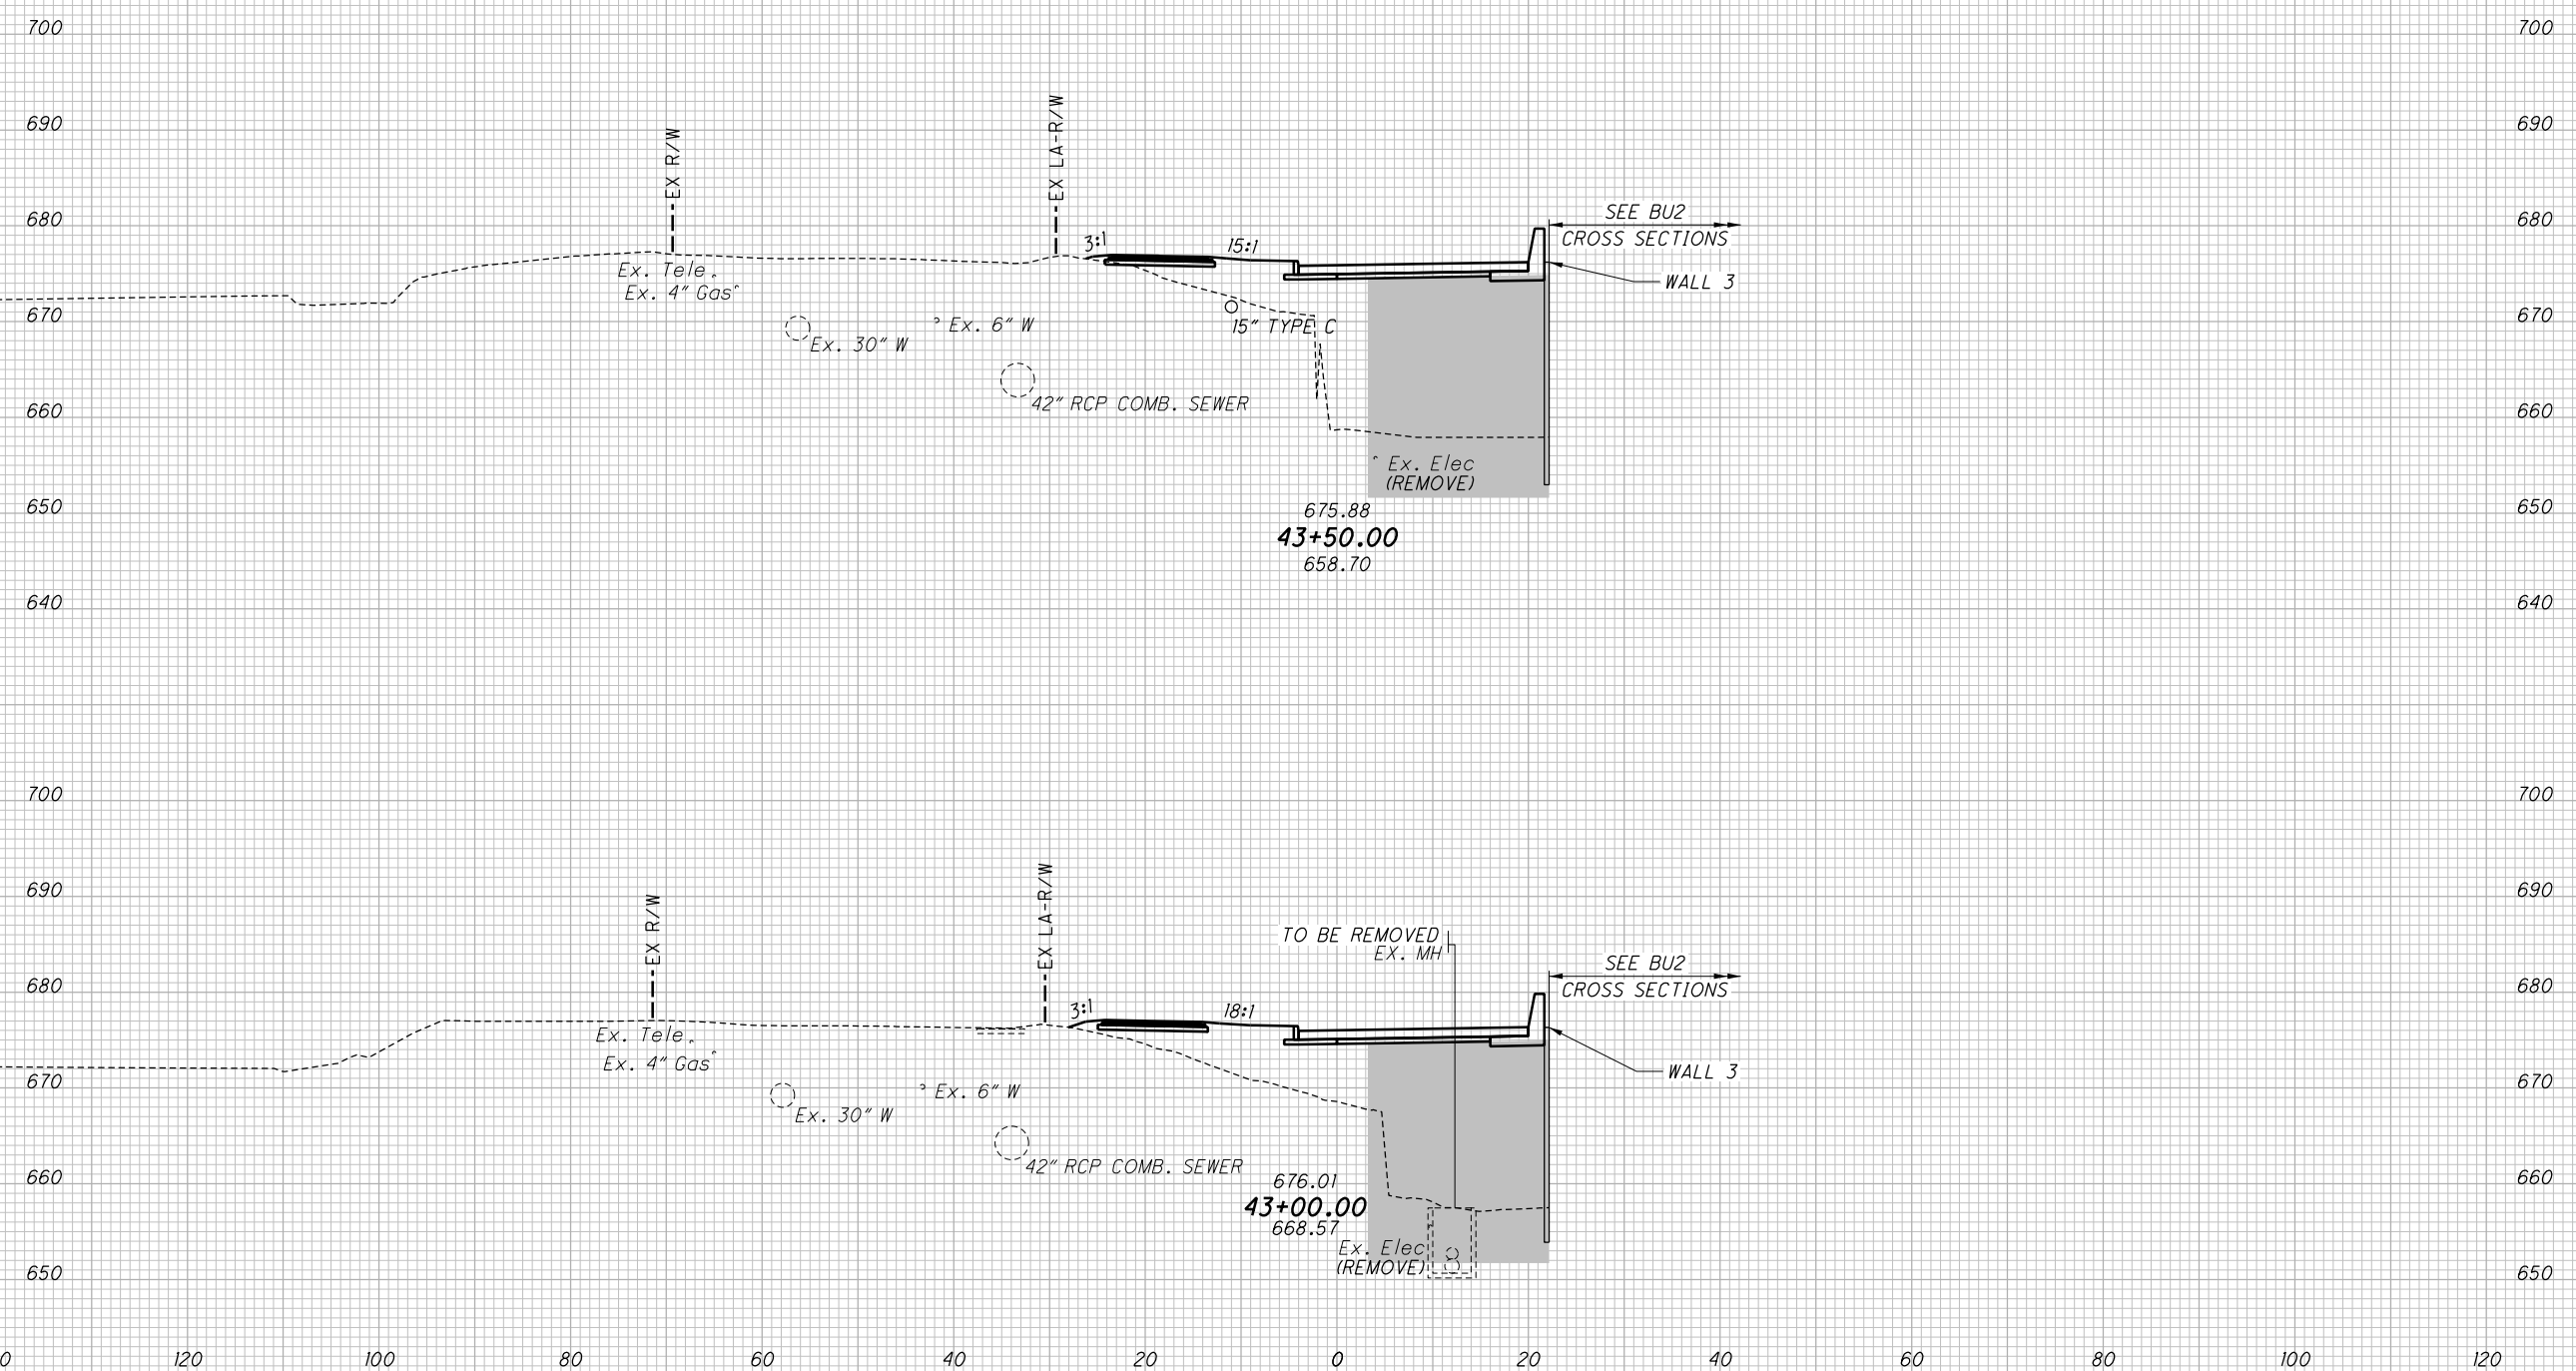 700 700
690 690
EX R/W
EX LA-R/W
680 680
SEE BU2
CROSS SECTIONS
3:1 15:1
Ex. Tele
Ex. 4" Gas
WALL 3
670 670
Ex. 6" W
15" TYPE C
Ex. 30" W
42" RCP COMB. SEWER
660 660
Ex. Elec
(REMOVE)
650 650
675.88
43+50.00
658.70
640 640
700 700
690 690
EX R/W
EX LA-R/W
TO BE REMOVED
EX. MH
680 680
SEE BU2
CROSS SECTIONS
3:1 18:1
Ex. Tele
Ex. 4" Gas
WALL 3
670 670
Ex. 6" W
Ex. 30" W
42" RCP COMB. SEWER
660 660
676.01
43+00.00
668.57
Ex. Elec
(REMOVE)
650 650
0 120 100 80 60 40 20 0 20 40 60 80 100 120